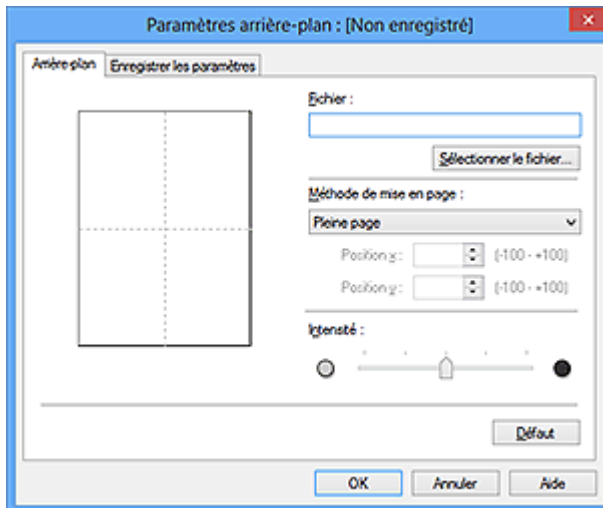 Paramètres arrière-plan : [Non enregistré]
Arrière-plan
Enregistrer les paramètres
Fichier :
Sélectionner le fichier...
Méthode de mise en page :
Pleine page
Position x : (-100 - +100)
Position y : (-100 - +100)
Intensité :
Défaut
OK Annuler Aide